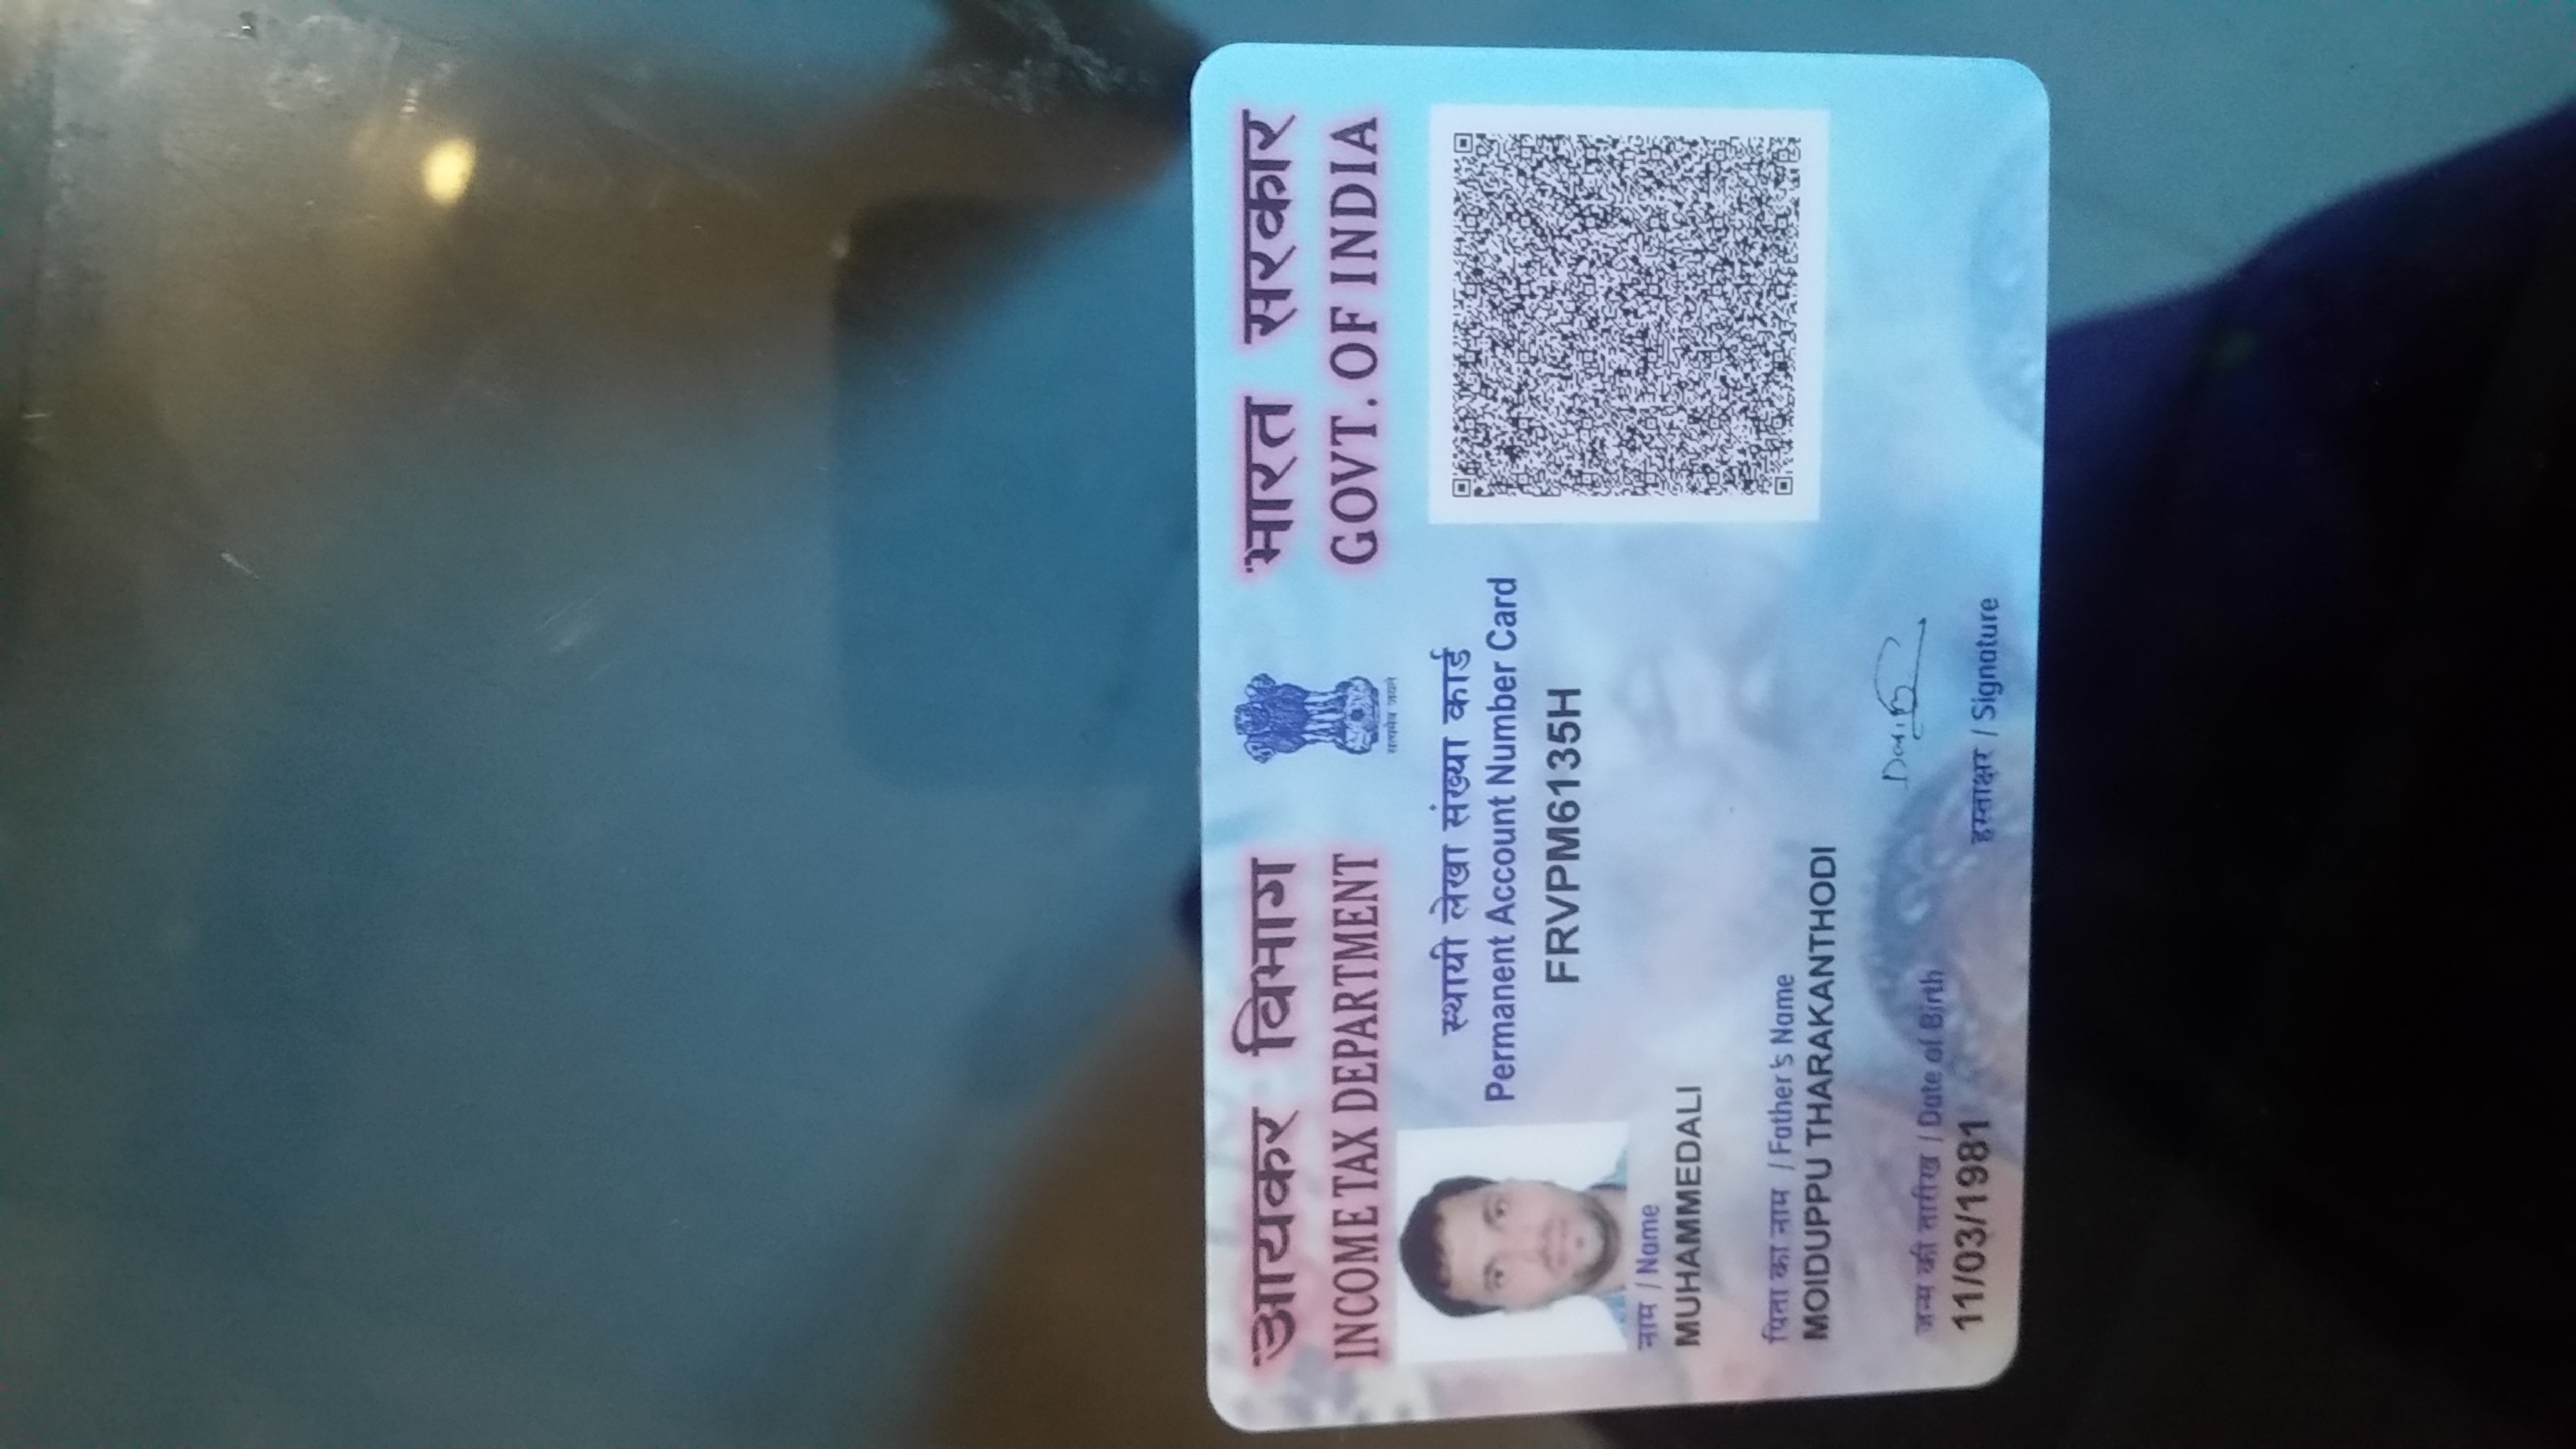 आयकर विभाग
INCOME TAX DEPARTMENT
सत्यमेव जयते
भारत सरकार
GOVT. OF INDIA
स्थायी लेखा संख्या कार्ड
Permanent Account Number Card
FRVPM6135H
नाम / Name
MUHAMMEDALI
पिता का नाम / Father's Name
MOIDUPPU THARAKANTHODI
जन्म की तारीख / Date of Birth
11/03/1981
हस्ताक्षर / Signature